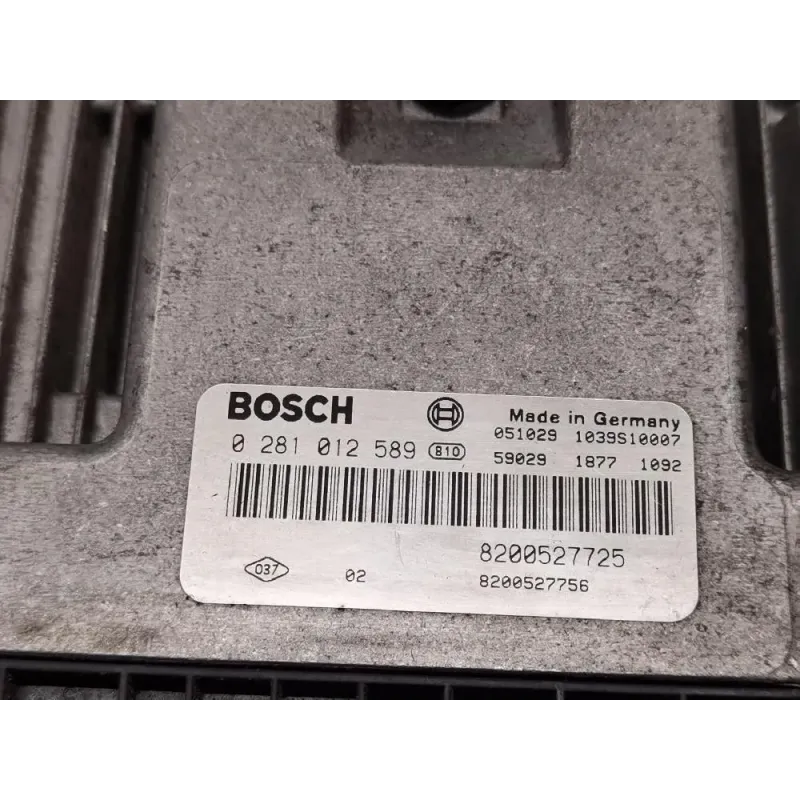 BOSCH
Made in Germany
051029 1039S10007
0 281 012 589 810
59029 1877 1092
8200527725
037 02 8200527756